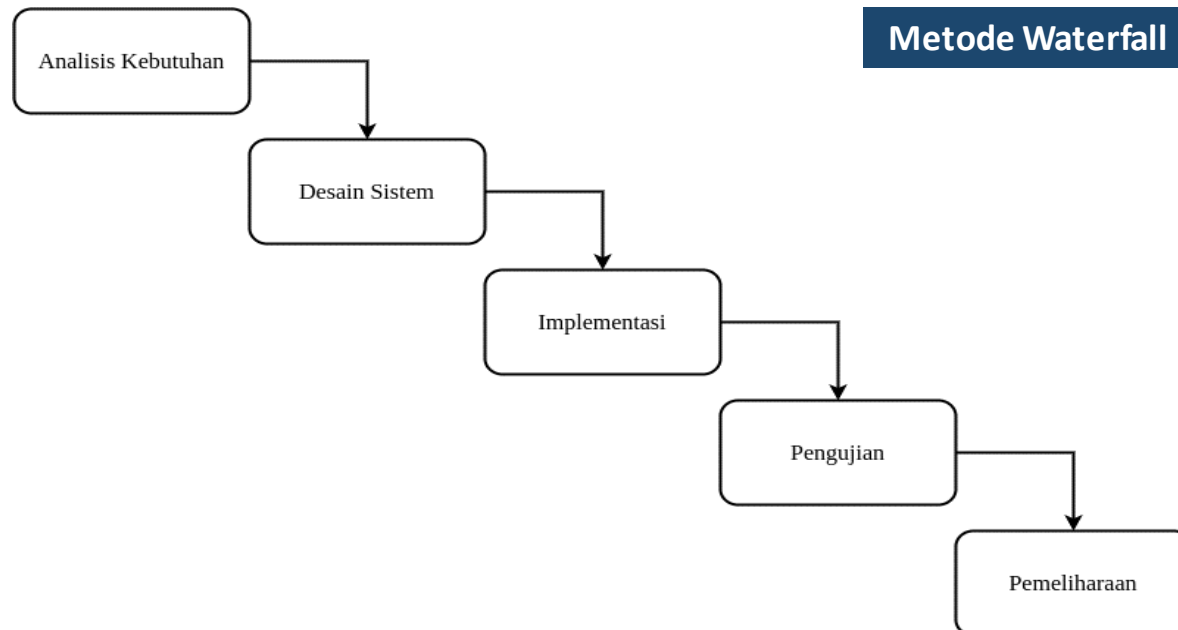 Metode Waterfall
Analisis Kebutuhan
Desain Sistem
Implementasi
Pengujian
Pemeliharaan